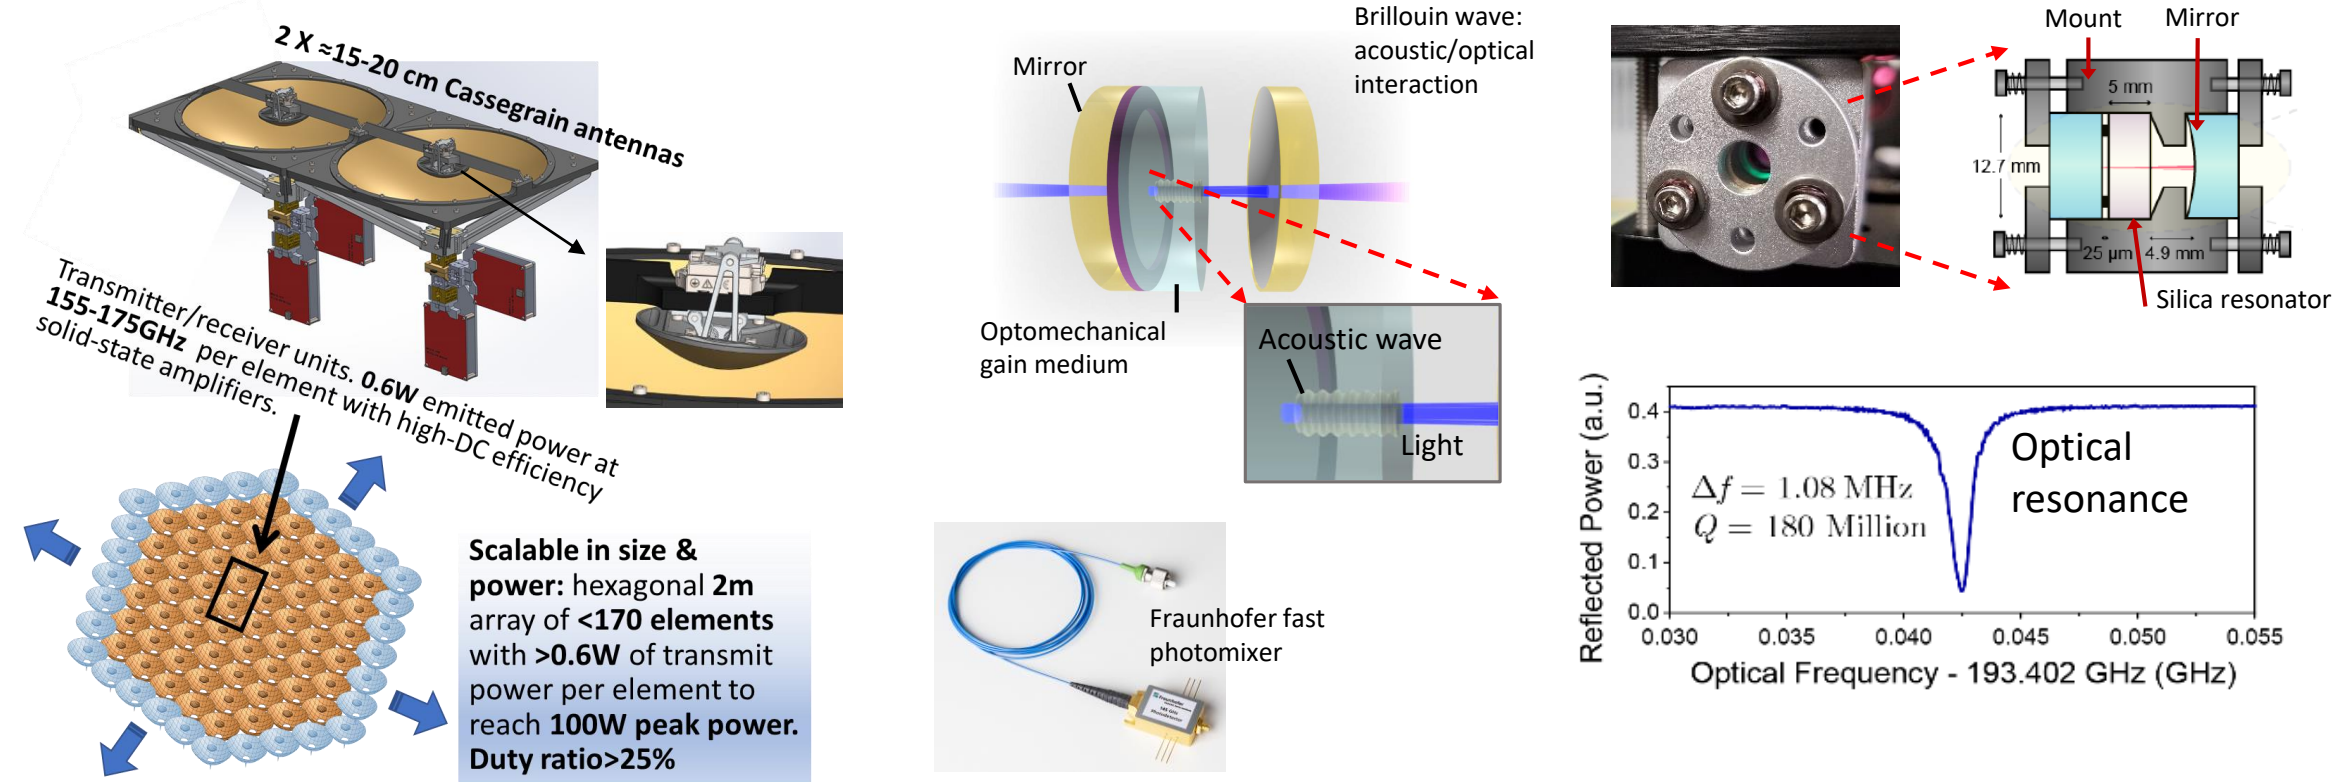 2 X ≈15-20 cm Cassegrain antennas
Transmitter/receiver units. 0.6W emitted power at
155-175GHz per element with high-DC efficiency
solid-state amplifiers.
Scalable in size &
power: hexagonal 2m
array of <170 elements
with >0.6W of transmit
power per element to
reach 100W peak power.
Duty ratio>25%
Brillouin wave:
acoustic/optical
interaction
Mirror
Optomechanical
gain medium
Acoustic wave
Light
Fraunhofer fast
photomixer
Fraunhofer
Photodetector
Mount
Mirror
5 mm
12.7 mm
25 μm
4.9 mm
Silica resonator
Reflected Power (a.u.)
0.4
0.3
0.2
0.1
0.0
Δf = 1.08 MHz
Q = 180 Million
Optical
resonance
0.030
0.035
0.040
0.045
0.050
0.055
Optical Frequency - 193.402 GHz (GHz)